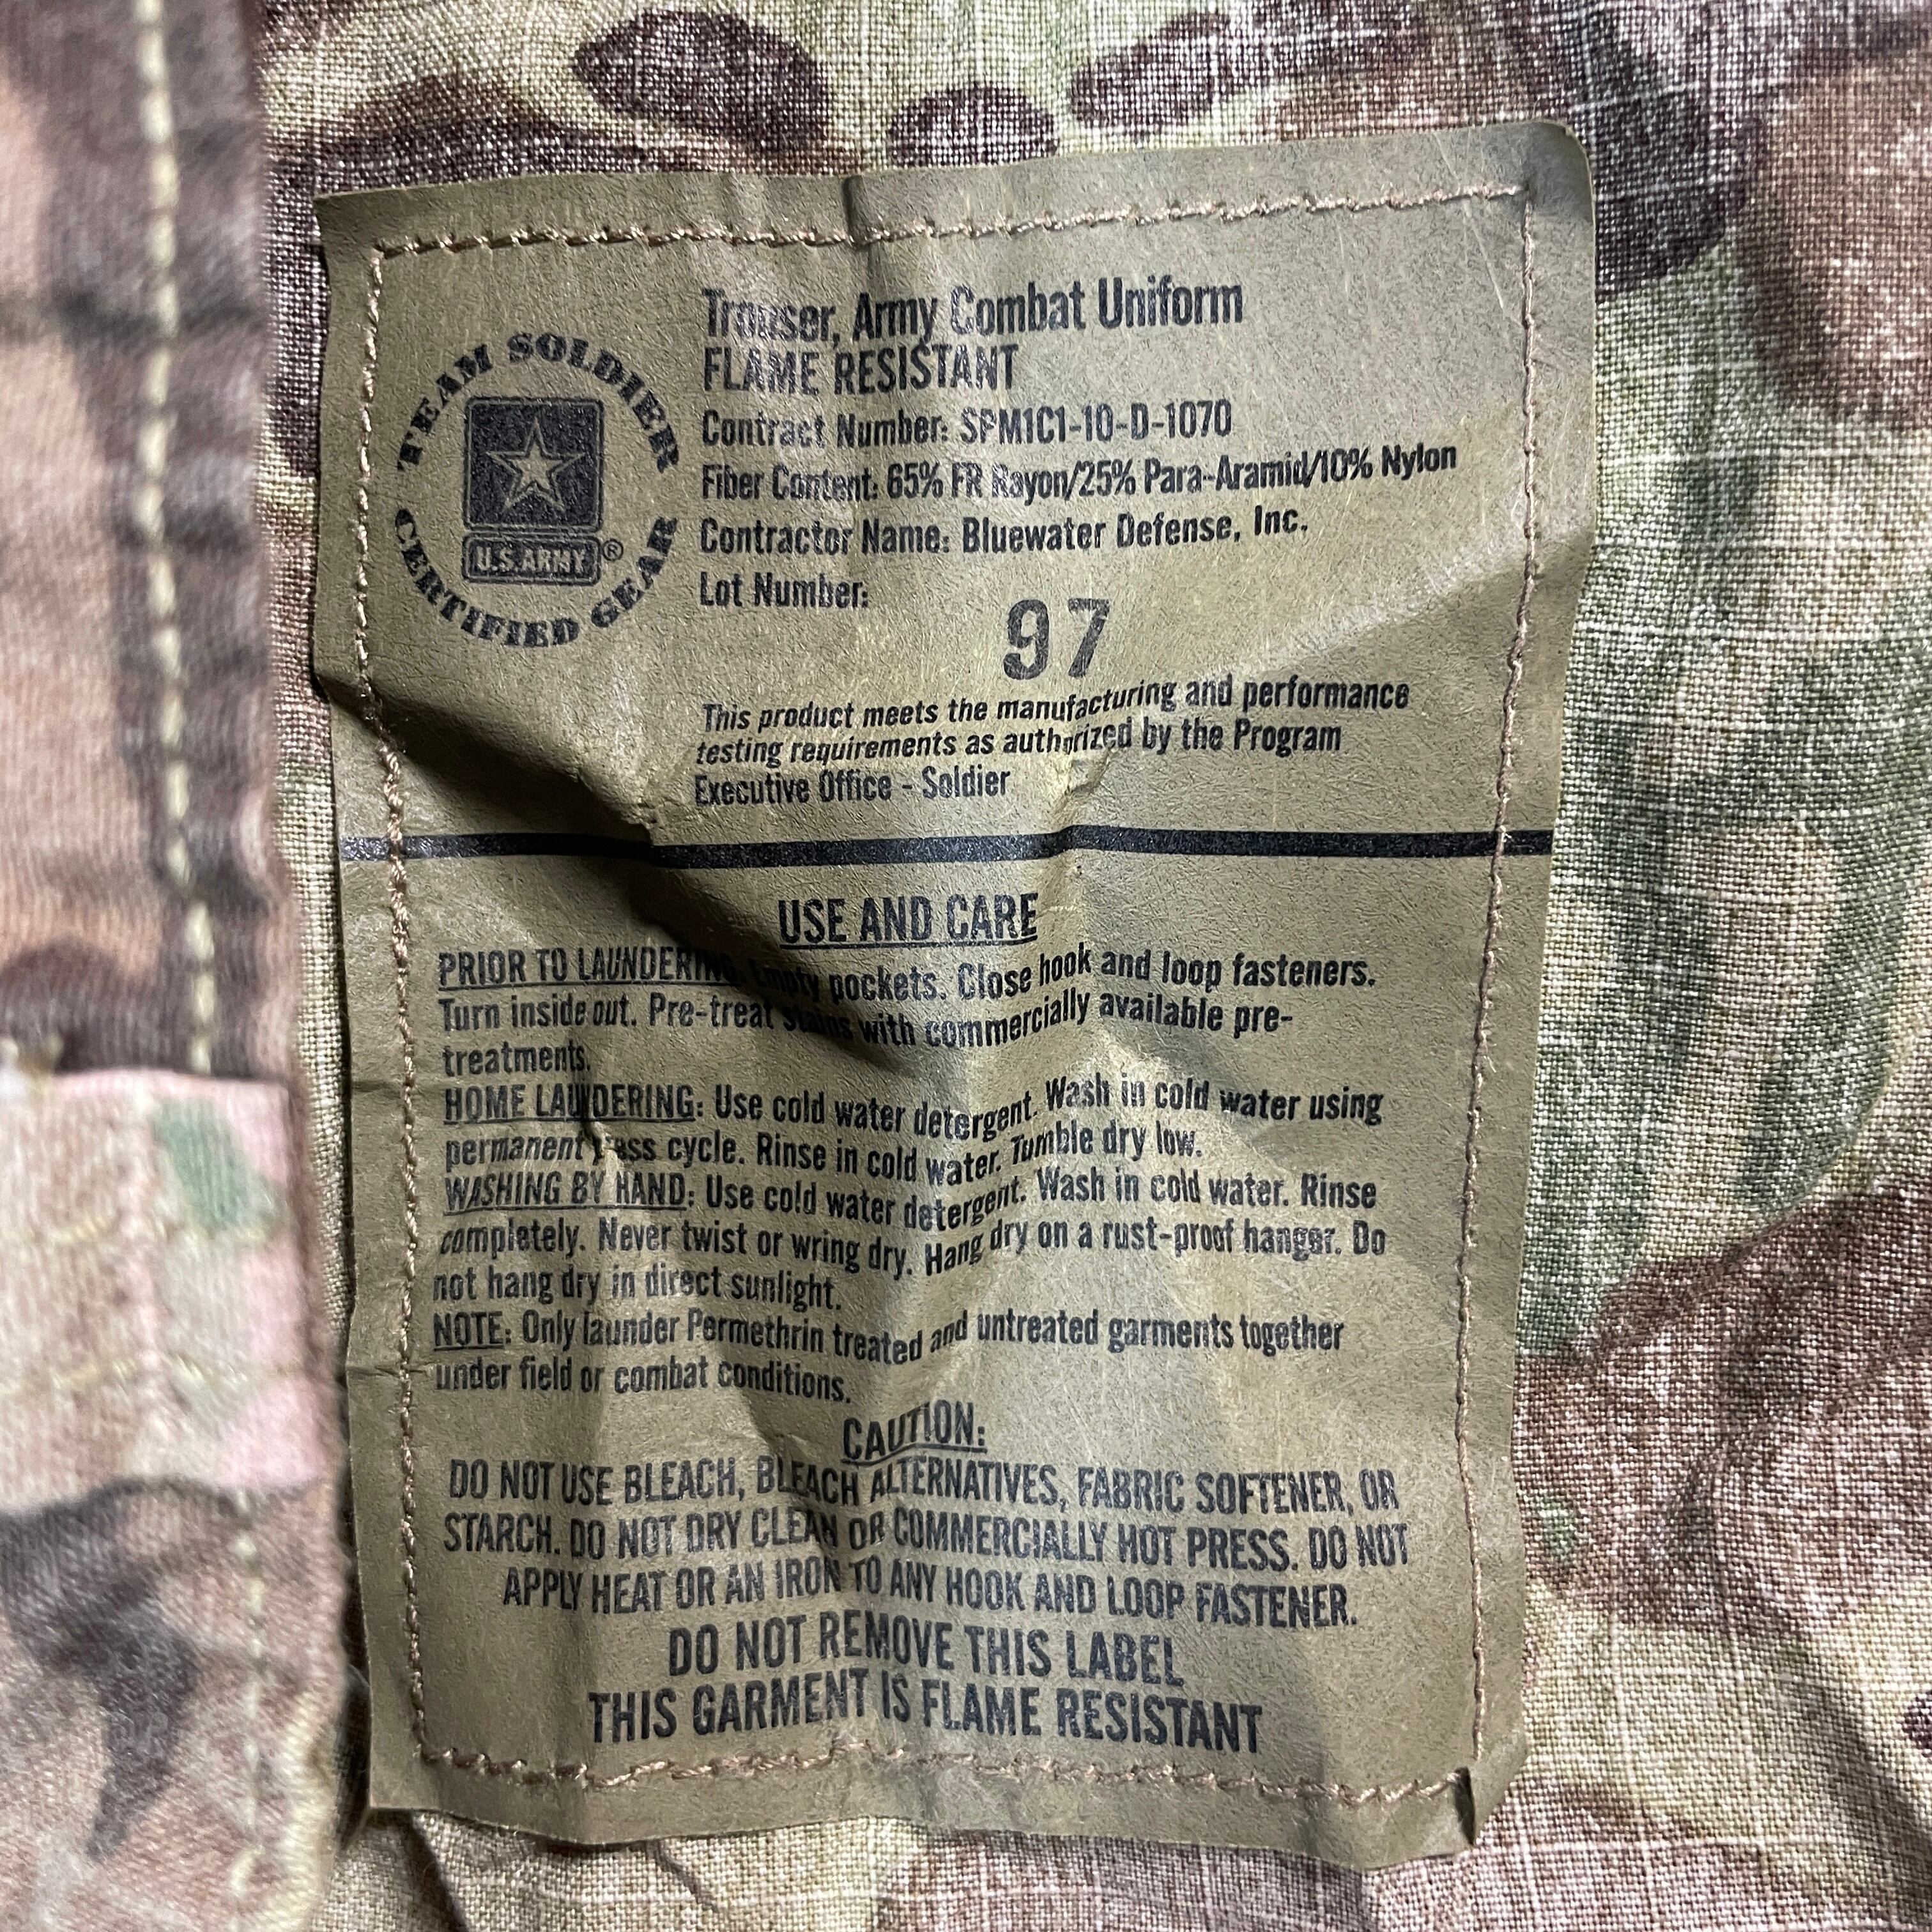 TEAM SOLDIER
U.S. ARMY®
CERTIFIED GEAR
Trouser, Army Combat Uniform
FLAME RESISTANT
Contract Number: SPM1C1-10-D-1070
Fiber Content: 65% FR Rayon/25% Para-Aramid/10% Nylon
Contractor Name: Bluewater Defense, Inc.
Lot Number:
97
This product meets the manufacturing and performance
testing requirements as authorized by the Program
Executive Office - Soldier
USE AND CARE
PRIOR TO LAUNDERING: Empty pockets. Close hook and loop fasteners.
Turn inside out. Pre-treat stains with commercially available pre-
treatments.
HOME LAUNDERING: Use cold water detergent. Wash in cold water using
permanent press cycle. Rinse in cold water. Tumble dry low.
WASHING BY HAND: Use cold water detergent. Wash in cold water. Rinse
completely. Never twist or wring dry. Hang dry on a rust-proof hanger. Do
not hang dry in direct sunlight.
NOTE: Only launder Permethrin treated and untreated garments together
under field or combat conditions.
CAUTION:
DO NOT USE BLEACH, BLEACH ALTERNATIVES, FABRIC SOFTENER, OR
STARCH. DO NOT DRY CLEAN OR COMMERCIALLY HOT PRESS. DO NOT
APPLY HEAT OR AN IRON TO ANY HOOK AND LOOP FASTENER.
DO NOT REMOVE THIS LABEL
THIS GARMENT IS FLAME RESISTANT